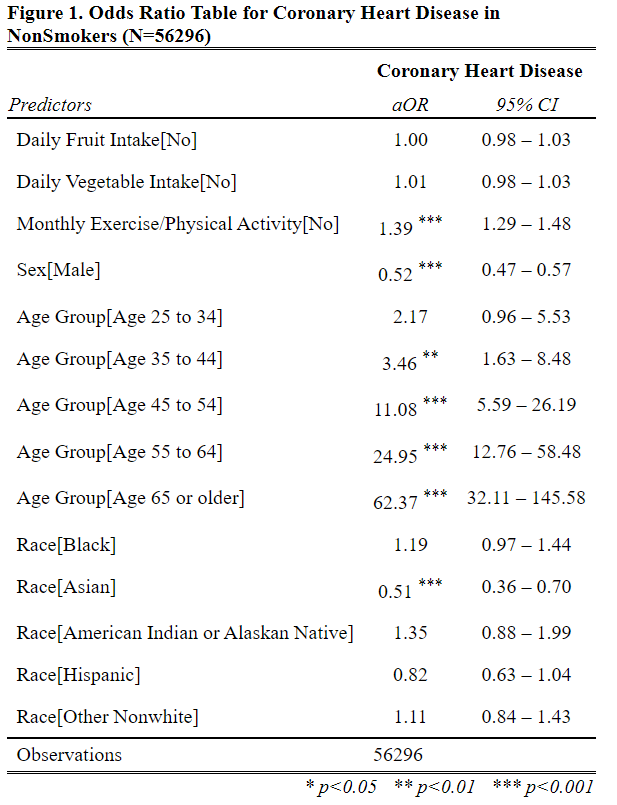 Figure 1. Odds Ratio Table for Coronary Heart Disease in
NonSmokers (N=56296)
Coronary Heart Disease
Predictors aOR 95% CI
Daily Fruit Intake[No] 1.00 0.98 – 1.03
Daily Vegetable Intake[No] 1.01 0.98 – 1.03
Monthly Exercise/Physical Activity[No] 1.39 *** 1.29 – 1.48
Sex[Male] 0.52 *** 0.47 – 0.57
Age Group[Age 25 to 34] 2.17 0.96 – 5.53
Age Group[Age 35 to 44] 3.46 ** 1.63 – 8.48
Age Group[Age 45 to 54] 11.08 *** 5.59 – 26.19
Age Group[Age 55 to 64] 24.95 *** 12.76 – 58.48
Age Group[Age 65 or older] 62.37 *** 32.11 – 145.58
Race[Black] 1.19 0.97 – 1.44
Race[Asian] 0.51 *** 0.36 – 0.70
Race[American Indian or Alaskan Native] 1.35 0.88 – 1.99
Race[Hispanic] 0.82 0.63 – 1.04
Race[Other Nonwhite] 1.11 0.84 – 1.43
Observations 56296
* p<0.05 ** p<0.01 *** p<0.001